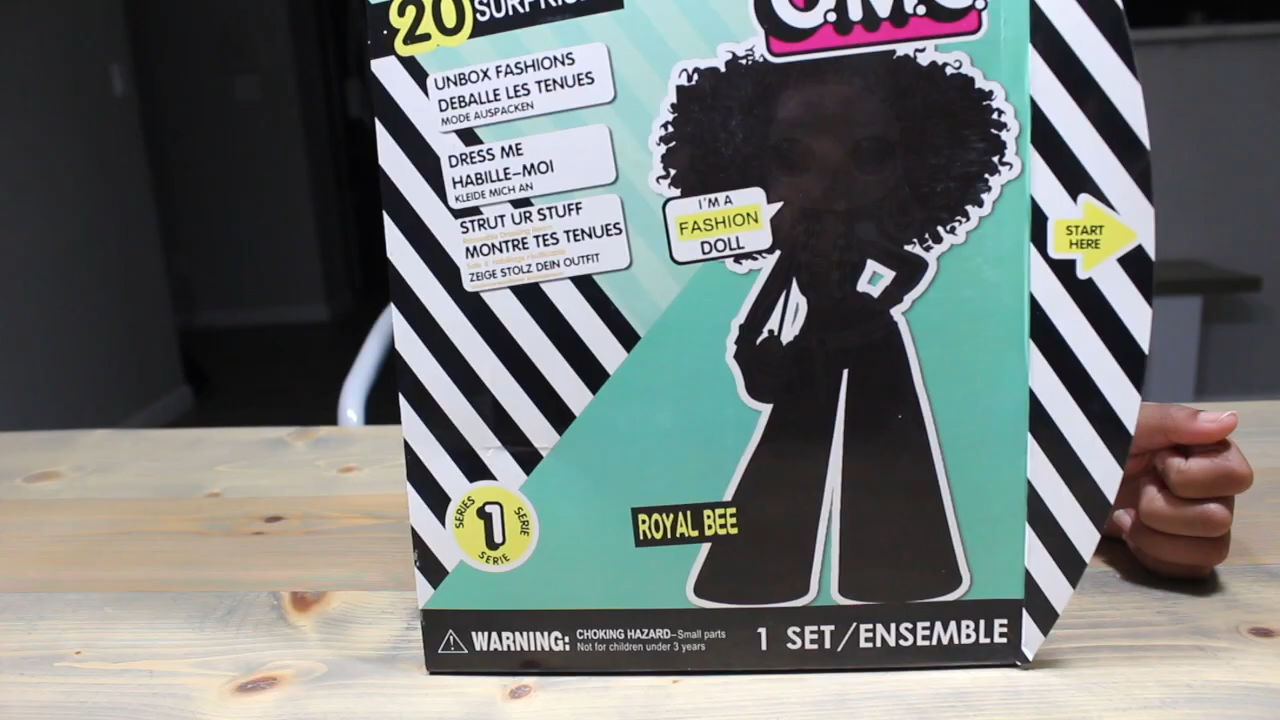 20 SURPRIS
O.M.G.
UNBOX FASHIONS
DEBALLE LES TENUES
MODE AUSPACKEN
DRESS ME
HABILLE-MOI
KLEIDE MICH AN
STRUT UR STUFF
MONTRE TES TENUES
ZEIGE STOLZ DEIN OUTFIT
I'M A
FASHION
DOLL
START
HERE
SERIES
1
SERIE
SERIE
ROYAL BEE
WARNING: CHOKING HAZARD-Small parts
Not for children under 3 years
1 SET/ENSEMBLE